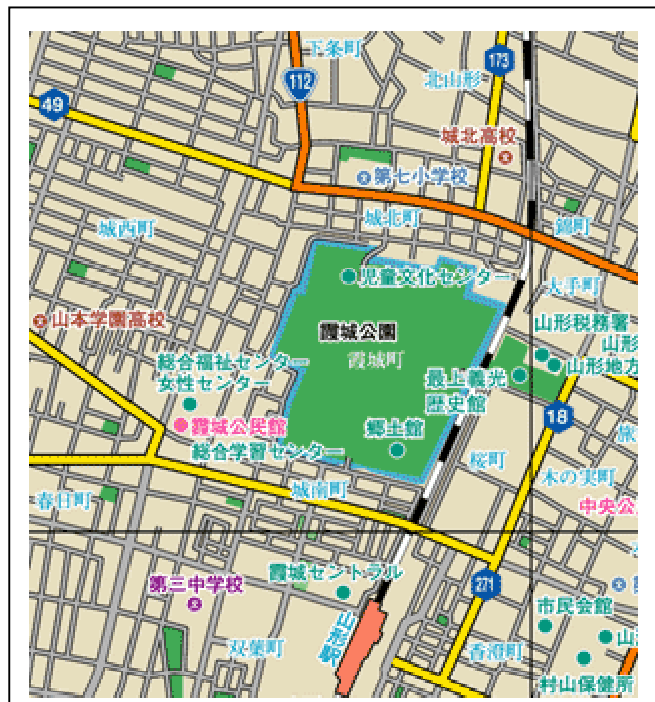 下条町
173
112
北山形
49
城北高校
第七小学校
城北町
城西町
錦町
児童文化センター
大手町
山本学園高校
霞城公園
霞城町
山形税務署
山形
山形地方
総合福祉センター
女性センター
最上義光
歴史館
霞城公民館
総合学習センター
郷土館
18
旅
桜町
木の実町
城南町
春日町
中央公
霞城セントラル
第三中学校
271
市民会館
山形駅
双葉町
香澄町
山
村山保健所